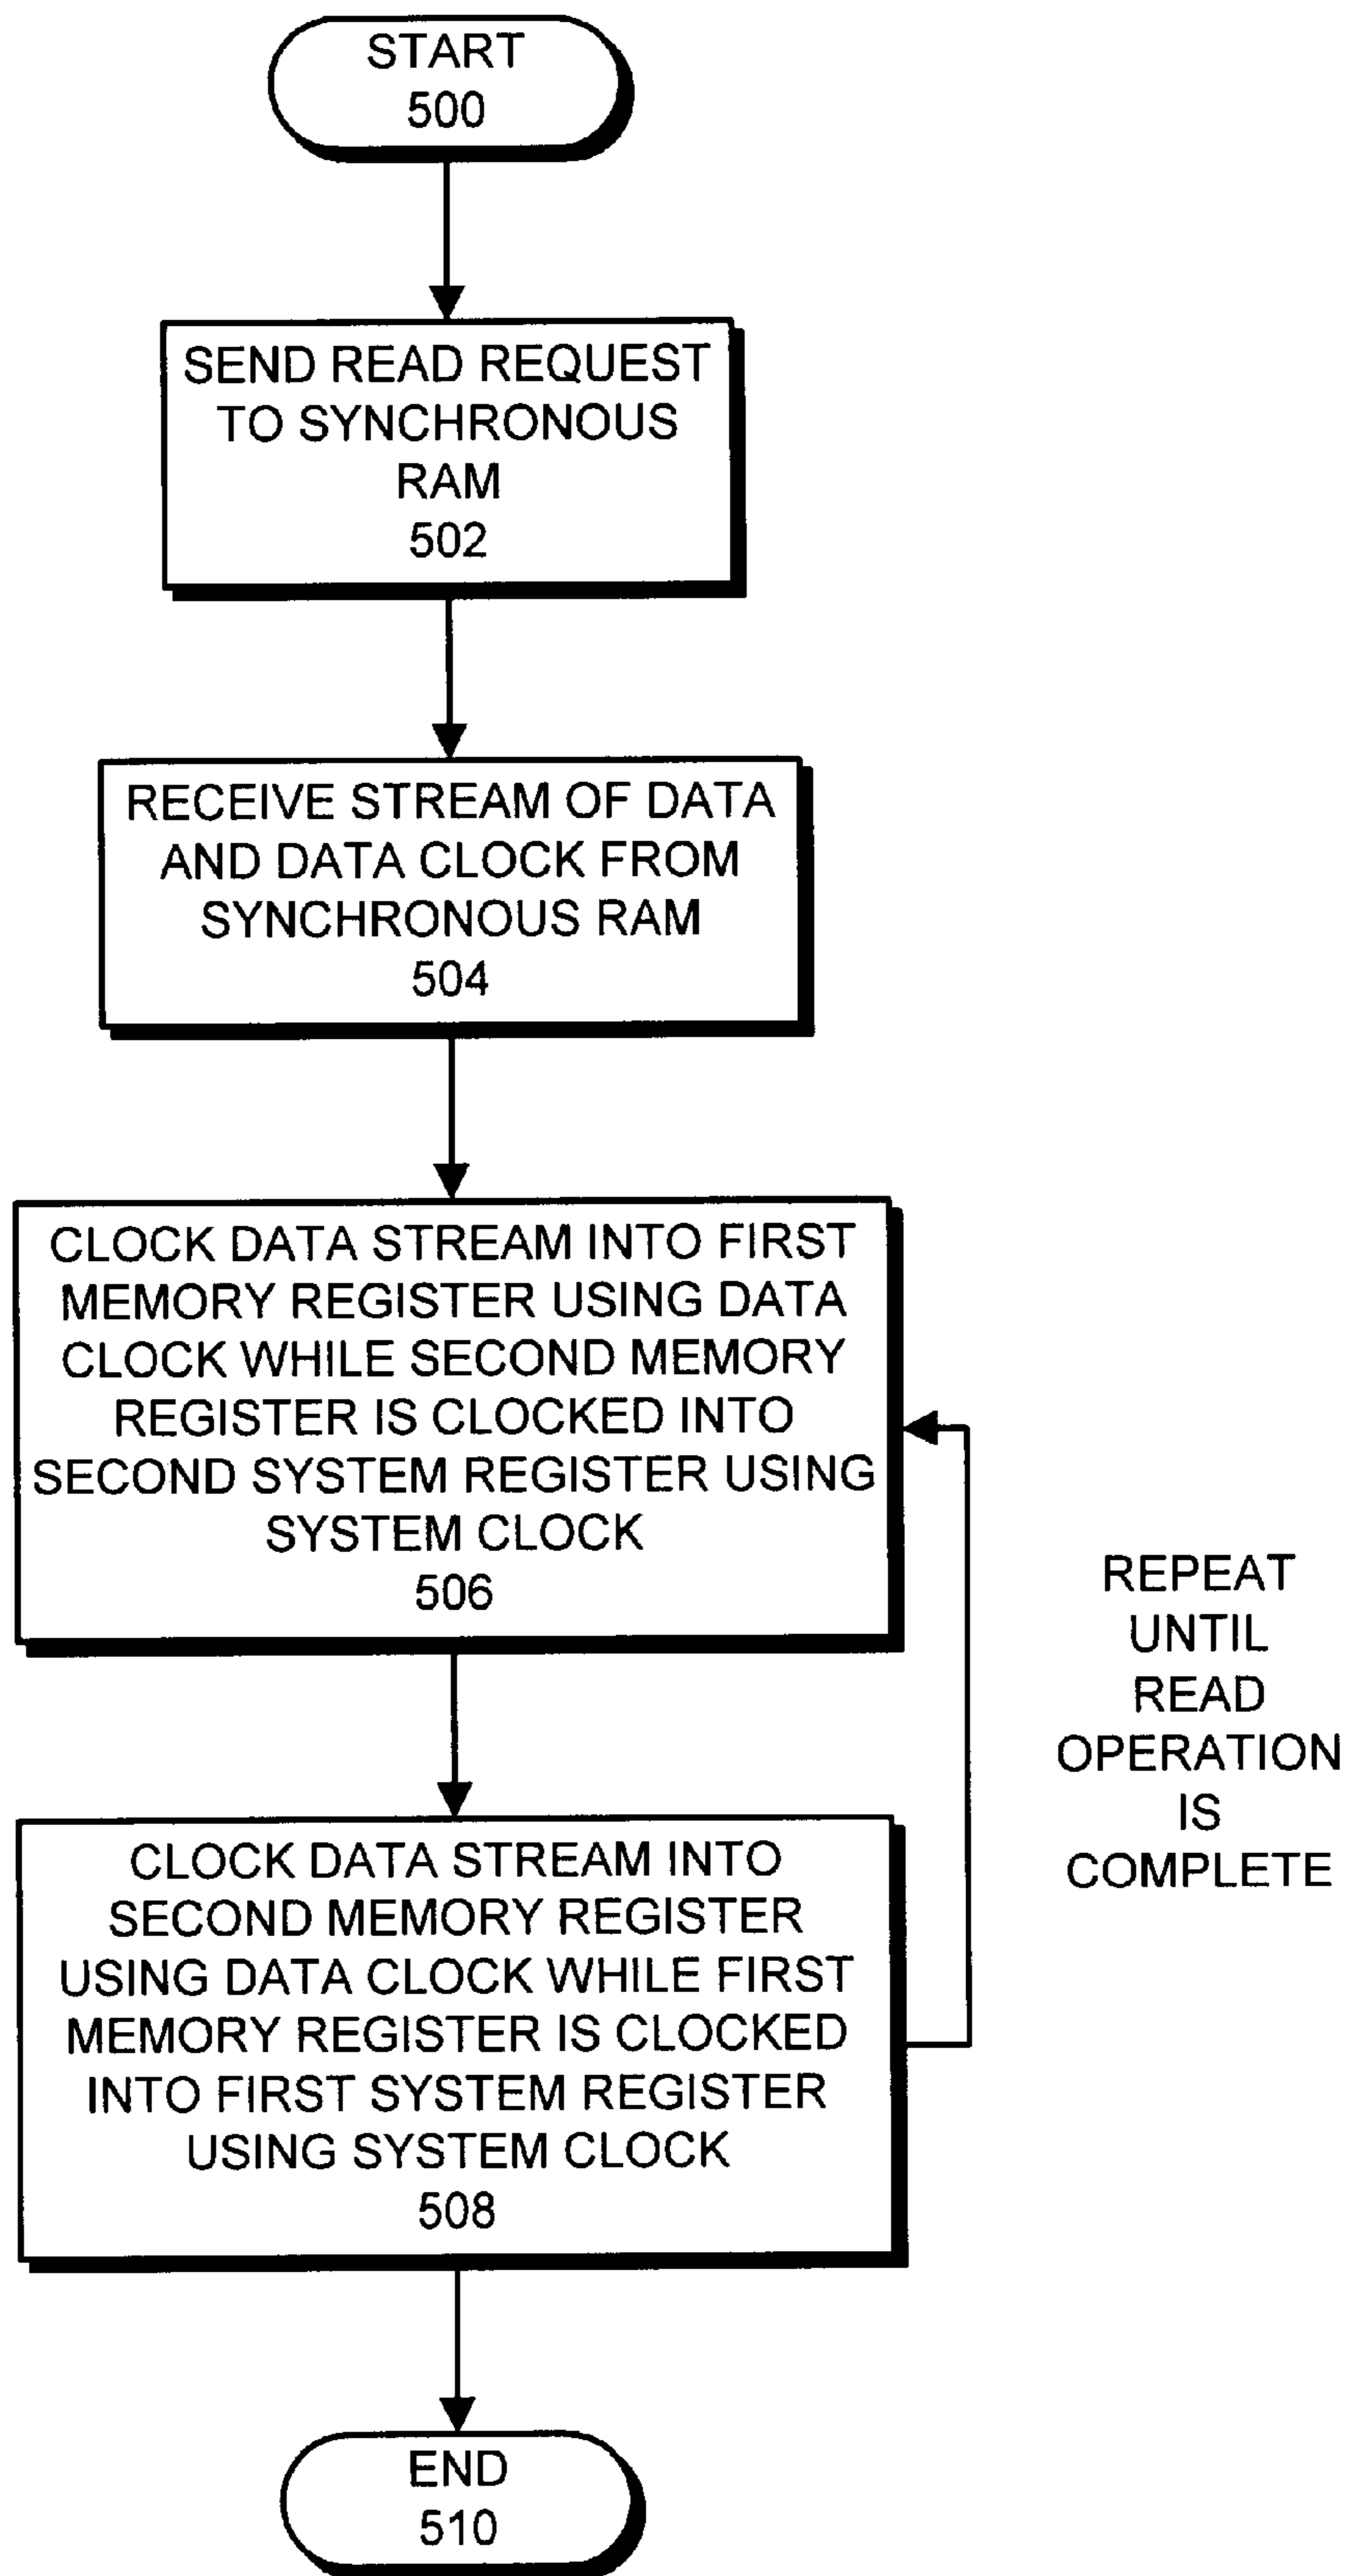 START
500
SEND READ REQUEST
TO SYNCHRONOUS
RAM
502
RECEIVE STREAM OF DATA
AND DATA CLOCK FROM
SYNCHRONOUS RAM
504
CLOCK DATA STREAM INTO FIRST
MEMORY REGISTER USING DATA
CLOCK WHILE SECOND MEMORY
REGISTER IS CLOCKED INTO
SECOND SYSTEM REGISTER USING
SYSTEM CLOCK
506
REPEAT
UNTIL
READ
OPERATION
IS
COMPLETE
CLOCK DATA STREAM INTO
SECOND MEMORY REGISTER
USING DATA CLOCK WHILE FIRST
MEMORY REGISTER IS CLOCKED
INTO FIRST SYSTEM REGISTER
USING SYSTEM CLOCK
508
END
510